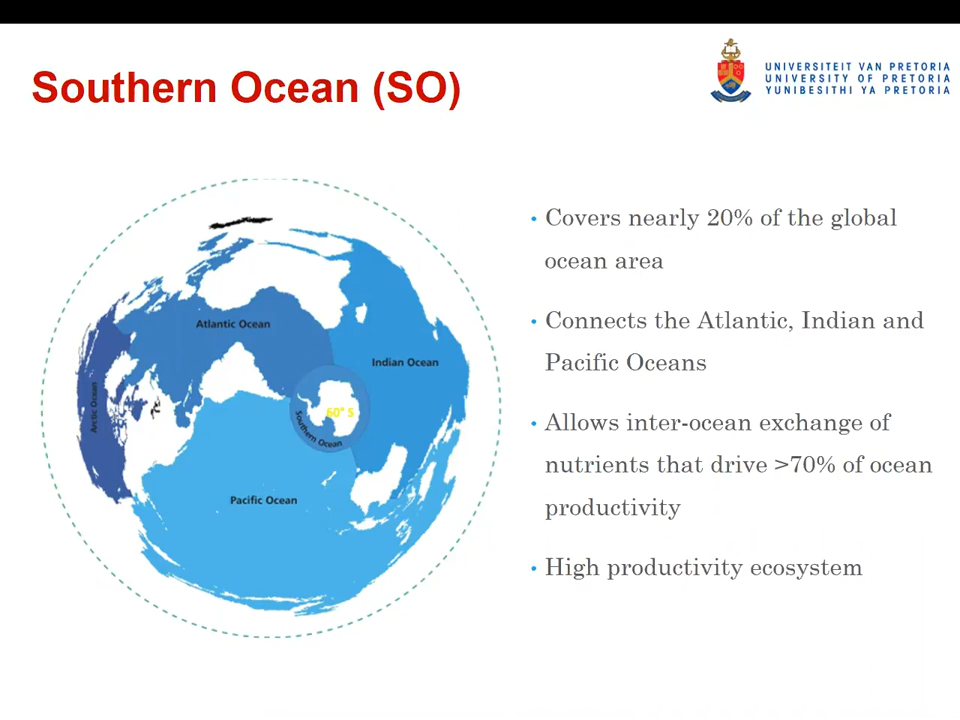 Southern Ocean (SO)
UNIVERSITEIT VAN PRETORIA
UNIVERSITY OF PRETORIA
YUNIBESITHI YA PRETORIA
Atlantic Ocean
Indian Ocean
Arctic Ocean
60° S
Southern Ocean
Pacific Ocean
• Covers nearly 20% of the global
ocean area
• Connects the Atlantic, Indian and
Pacific Oceans
• Allows inter-ocean exchange of
nutrients that drive >70% of ocean
productivity
• High productivity ecosystem